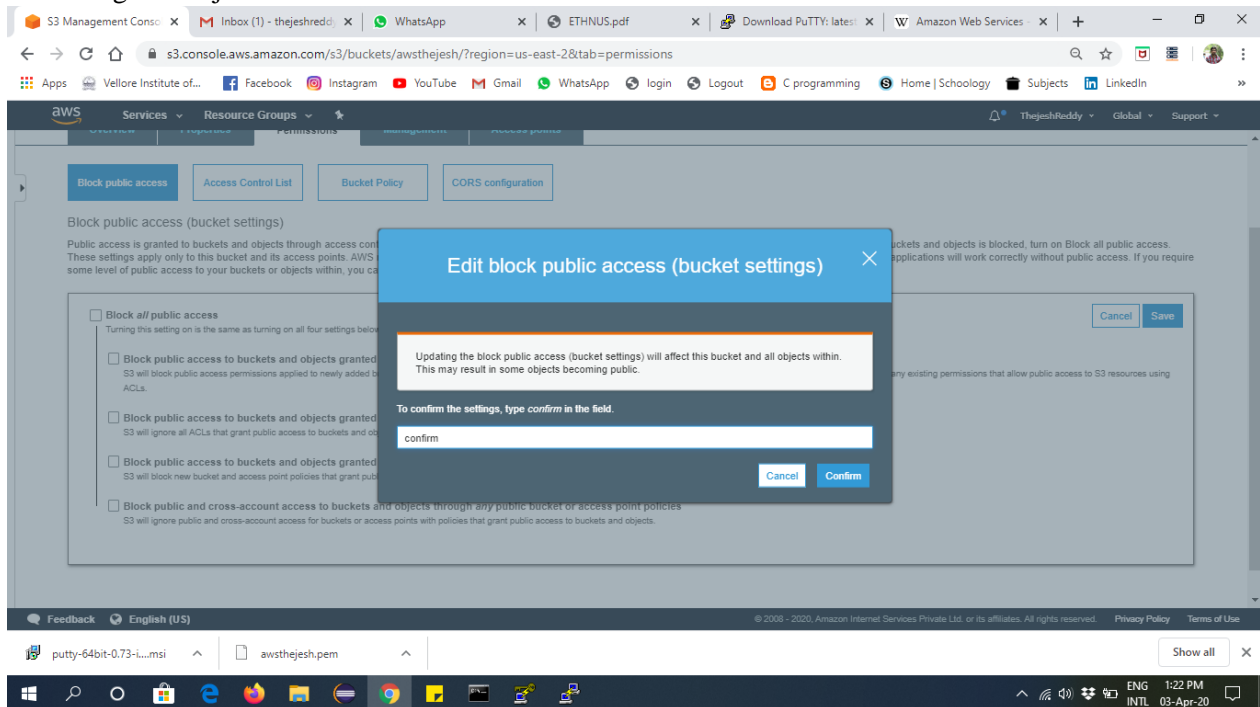 S3 Management Conso
Inbox (1) - thejeshredd
WhatsApp
ETHNUS.pdf
Download PuTTY: latest
Amazon Web Services -
s3.console.aws.amazon.com/s3/buckets/awsthejesh/?region=us-east-2&tab=permissions
Apps
Vellore Institute of...
Facebook
Instagram
YouTube
Gmail
WhatsApp
login
Logout
C programming
Home | Schoology
Subjects
LinkedIn
»
aws
Services
Resource Groups
ThejeshReddy
Global
Support
Overview
Properties
Permissions
Management
Access points
Block public access
Access Control List
Bucket Policy
CORS configuration
Block public access (bucket settings)
Public access is granted to buckets and objects through access cont
uckets and objects is blocked, turn on Block all public access.
These settings apply only to this bucket and its access points. AWS
applications will work correctly without public access. If you require
some level of public access to your buckets or objects within, you ca
Edit block public access (bucket settings)
Block all public access
Cancel
Save
Turning this setting on is the same as turning on all four settings below
Updating the block public access (bucket settings) will affect this bucket and all objects within.
This may result in some objects becoming public.
Block public access to buckets and objects granted
S3 will block public access permissions applied to newly added b
any existing permissions that allow public access to S3 resources using
ACLs.
To confirm the settings, type confirm in the field.
confirm
Cancel
Confirm
Block public access to buckets and objects granted
S3 will ignore all ACLs that grant public access to buckets and ob
Block public access to buckets and objects granted
S3 will block new bucket and access point policies that grant publ
Block public and cross-account access to buckets and objects through any public bucket or access point policies
S3 will ignore public and cross-account access for buckets or access points with policies that grant public access to buckets and objects.
Feedback
English (US)
© 2008 - 2020, Amazon Internet Services Private Ltd. or its affiliates. All rights reserved.
Privacy Policy
Terms of Use
putty-64bit-0.73-i....msi
awsthejesh.pem
Show all
ENG
INTL
1:22 PM
03-Apr-20